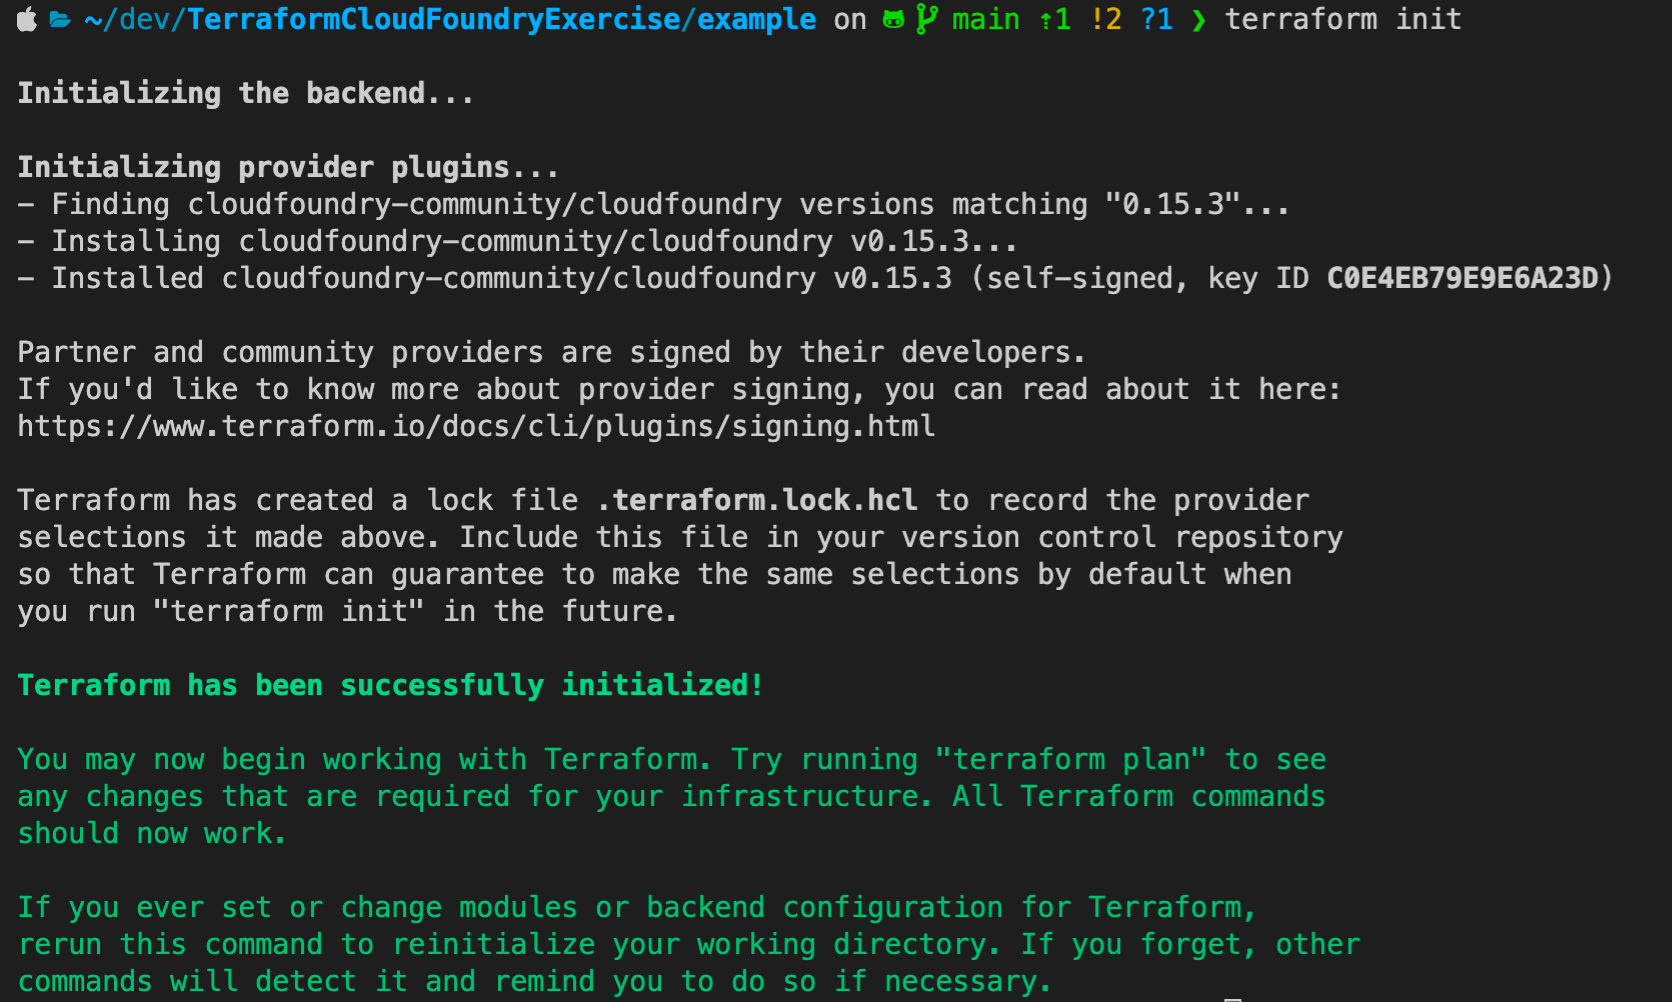 ~/dev/TerraformCloudFoundryExercise/example on main ⇡1 !2 ?1 ❯ terraform init
Initializing the backend...
Initializing provider plugins...
- Finding cloudfoundry-community/cloudfoundry versions matching "0.15.3"...
- Installing cloudfoundry-community/cloudfoundry v0.15.3...
- Installed cloudfoundry-community/cloudfoundry v0.15.3 (self-signed, key ID C0E4EB79E9E6A23D)
Partner and community providers are signed by their developers.
If you'd like to know more about provider signing, you can read about it here:
https://www.terraform.io/docs/cli/plugins/signing.html
Terraform has created a lock file .terraform.lock.hcl to record the provider
selections it made above. Include this file in your version control repository
so that Terraform can guarantee to make the same selections by default when
you run "terraform init" in the future.
Terraform has been successfully initialized!
You may now begin working with Terraform. Try running "terraform plan" to see
any changes that are required for your infrastructure. All Terraform commands
should now work.
If you ever set or change modules or backend configuration for Terraform,
rerun this command to reinitialize your working directory. If you forget, other
commands will detect it and remind you to do so if necessary.